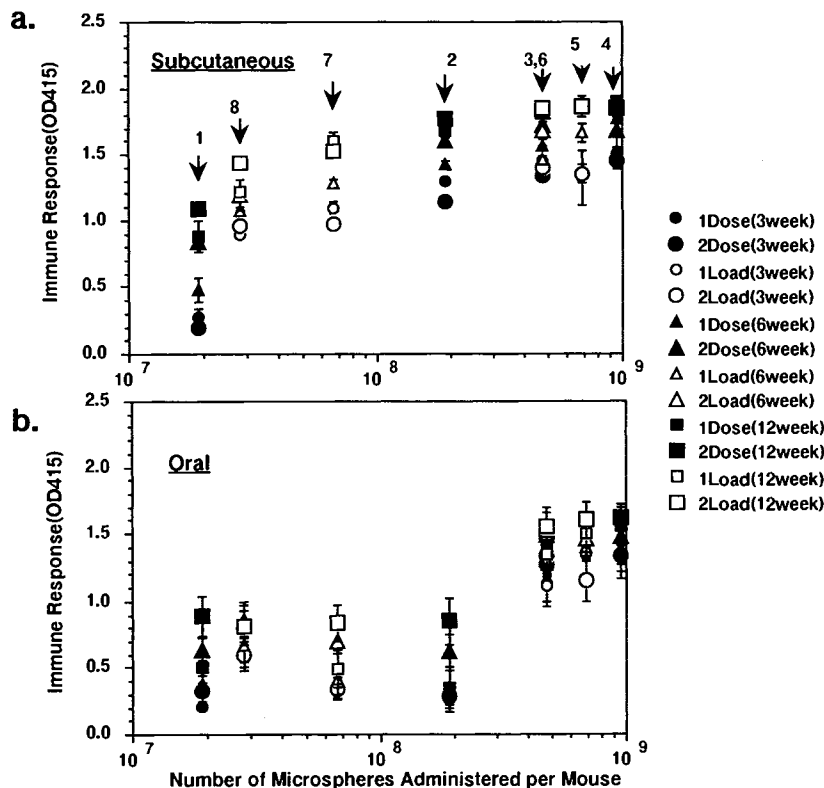 a.
2.5
2.0
1.5
1.0
0.5
0.0
Immune Response(OD415)
Subcutaneous
1
8
7
2
3,6
5
4
10 7
10 8
10 9
1Dose(3week)
2Dose(3week)
1Load(3week)
2Load(3week)
1Dose(6week)
2Dose(6week)
1Load(6week)
2Load(6week)
1Dose(12week)
2Dose(12week)
1Load(12week)
2Load(12week)
b.
2.5
2.0
1.5
1.0
0.5
0.0
Immune Response(OD415)
Oral
10 7
10 8
10 9
Number of Microspheres Administered per Mouse